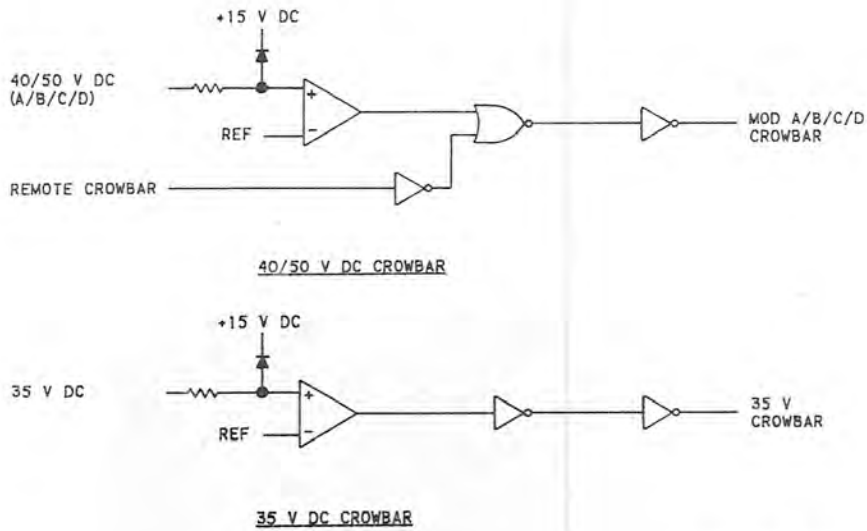 +15 V DC
40/50 V DC
(A/B/C/D)
+
REF
-
MOD A/B/C/D
CROWBAR
REMOTE CROWBAR
40/50 V DC CROWBAR
+15 V DC
35 V DC
+
REF
-
35 V
CROWBAR
35 V DC CROWBAR